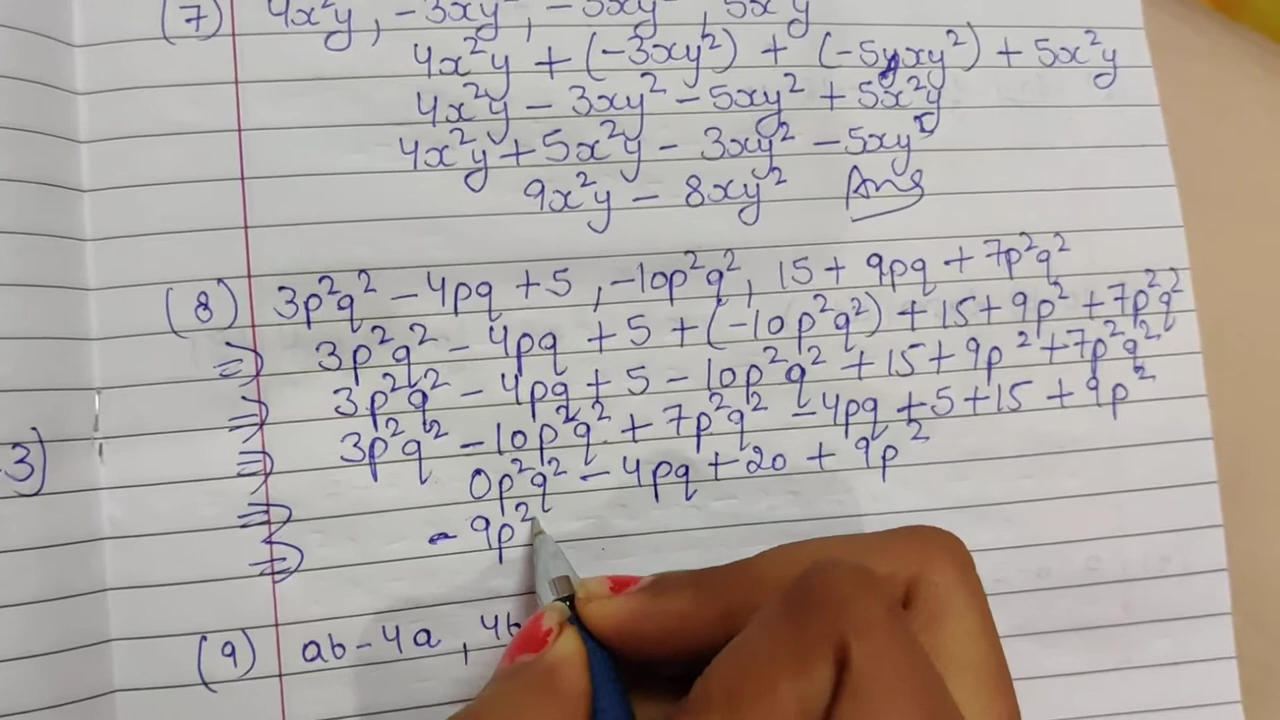 (7) 4x²y, -3xy², -5xy², 5x²y
4x²y + (-3xy²) + (-5yxy²) + 5x²y
4x²y - 3xy² - 5xy² + 5x²y
4x²y + 5x²y - 3xy² - 5xy²
9x²y - 8xy² Ans
(8) 3p²q² - 4pq + 5, -10p²q², 15 + 9pq + 7p²q²
⇒ 3p²q² - 4pq + 5 + (-10p²q²) + 15 + 9p² + 7p²q²
⇒ 3p²q² - 4pq + 5 - 10p²q² + 15 + 9p² + 7p²q²
⇒ 3p²q² - 10p²q² + 7p²q² - 4pq + 5 + 15 + 9p²
3)
⇒ 0p²q² - 4pq + 20 + 9p²
⇒ - 9p²
(9) ab - 4a, 4b